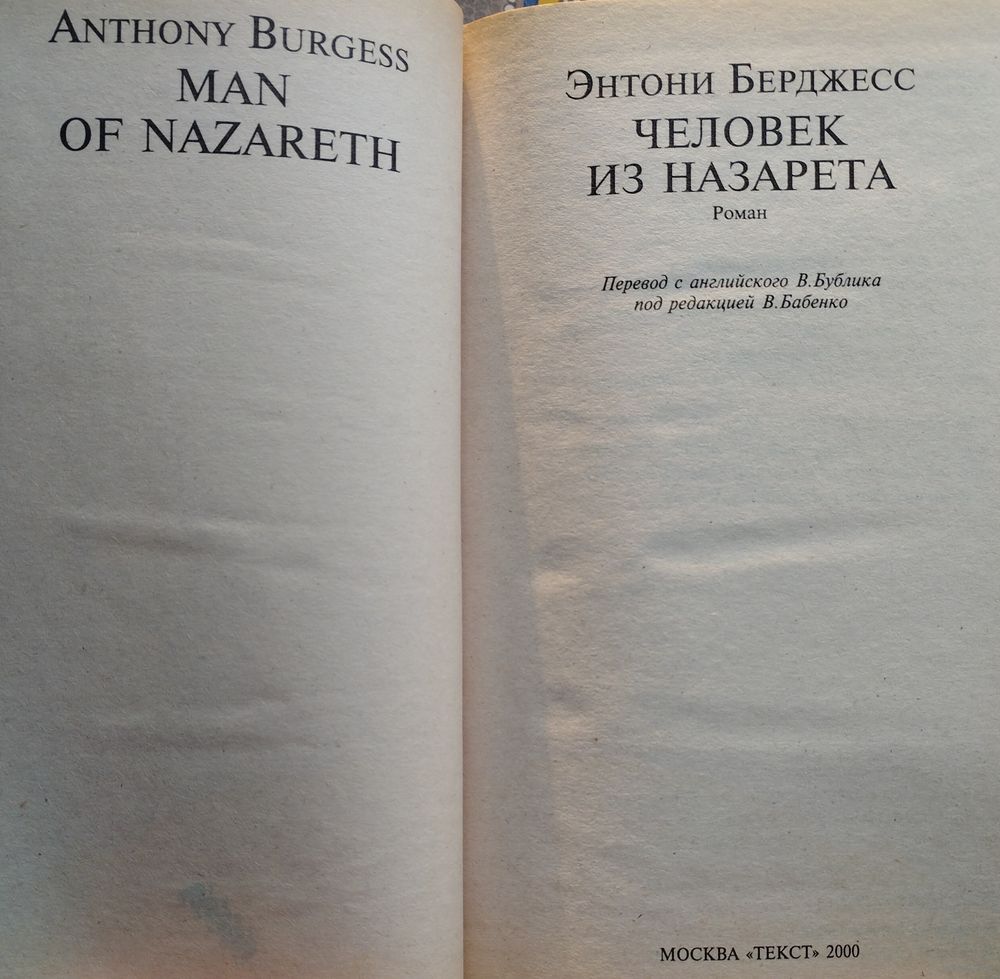 ANTHONY BURGESS
MAN
OF NAZARETH
ЭНТОНИ БЕРДЖЕСС
ЧЕЛОВЕК
ИЗ НАЗАРЕТА
Роман
Перевод с английского В.Бублика
под редакцией В.Бабенко
МОСКВА «ТЕКСТ» 2000